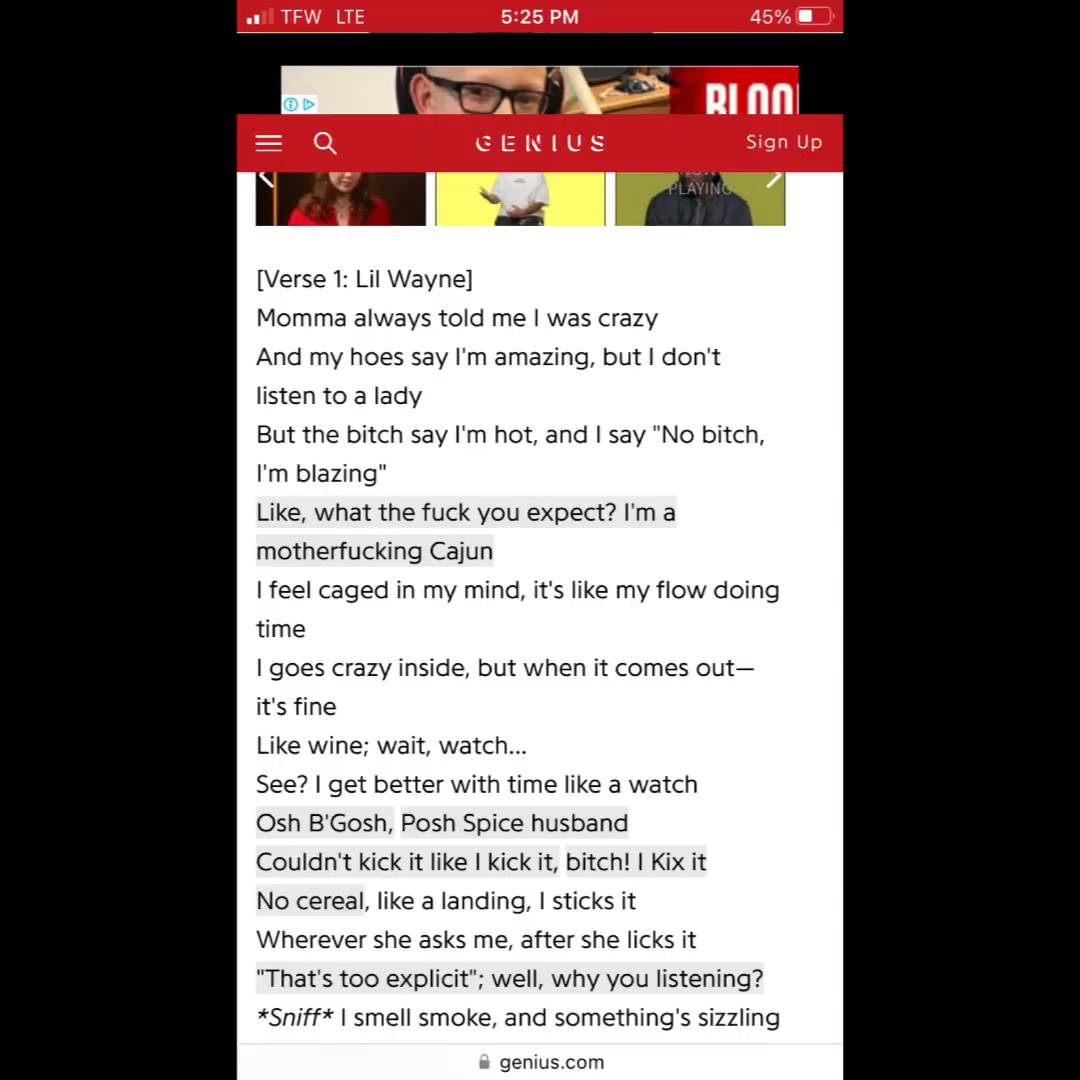 TFW LTE 5:25 PM 45%
BLOO
GENIUS Sign Up
NOW
PLAYING
[Verse 1: Lil Wayne]
Momma always told me I was crazy
And my hoes say I'm amazing, but I don't
listen to a lady
But the bitch say I'm hot, and I say "No bitch,
I'm blazing"
Like, what the fuck you expect? I'm a
motherfucking Cajun
I feel caged in my mind, it's like my flow doing
time
I goes crazy inside, but when it comes out—
it's fine
Like wine; wait, watch...
See? I get better with time like a watch
Osh B'Gosh, Posh Spice husband
Couldn't kick it like I kick it, bitch! I Kix it
No cereal, like a landing, I sticks it
Wherever she asks me, after she licks it
"That's too explicit"; well, why you listening?
*Sniff* I smell smoke, and something's sizzling
genius.com